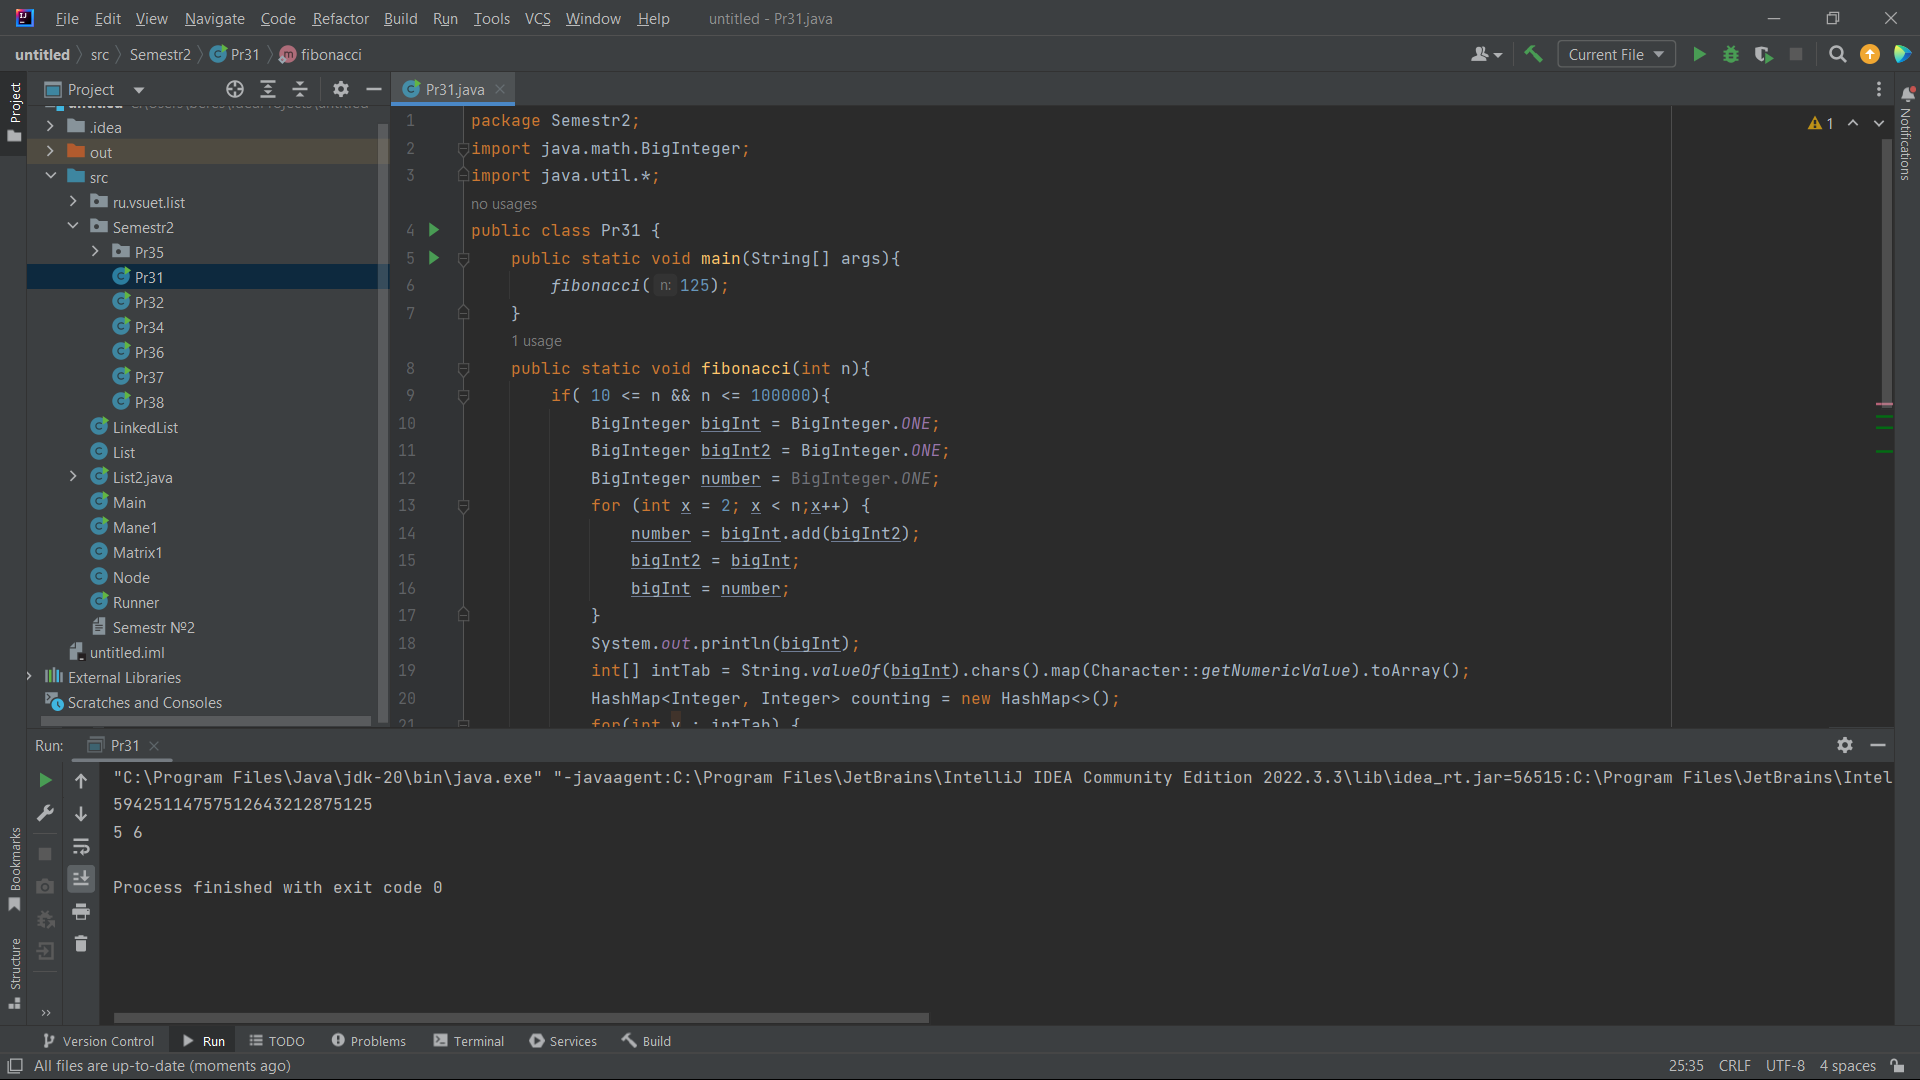 File Edit View Navigate Code Refactor Build Run Tools VCS Window Help untitled - Pr31.java
untitled src Semestr2 Pr31 fibonacci
Current File
Project
Project
Pr31.java
.idea
out
src
ru.vsuet.list
Semestr2
Pr35
Pr31
Pr32
Pr34
Pr36
Pr37
Pr38
LinkedList
List
List2.java
Main
Mane1
Matrix1
Node
Runner
Semestr №2
untitled.iml
External Libraries
Scratches and Consoles
1 package Semestr2;
2 import java.math.BigInteger;
3 import java.util.*;
no usages
4 public class Pr31 {
5 public static void main(String[] args){
6 fibonacci( n: 125);
7 }
1 usage
8 public static void fibonacci(int n){
9 if( 10 <= n && n <= 100000){
10 BigInteger bigInt = BigInteger.ONE;
11 BigInteger bigInt2 = BigInteger.ONE;
12 BigInteger number = BigInteger.ONE;
13 for (int x = 2; x < n;x++) {
14 number = bigInt.add(bigInt2);
15 bigInt2 = bigInt;
16 bigInt = number;
17 }
18 System.out.println(bigInt);
19 int[] intTab = String.valueOf(bigInt).chars().map(Character::getNumericValue).toArray();
20 HashMap<Integer, Integer> counting = new HashMap<>();
21 for(int y : intTab) {
1
Notifications
Run: Pr31
"C:\Program Files\Java\jdk-20\bin\java.exe" "-javaagent:C:\Program Files\JetBrains\IntelliJ IDEA Community Edition 2022.3.3\lib\idea_rt.jar=56515:C:\Program Files\JetBrains\Intel
59425114757512643212875125
5 6
Process finished with exit code 0
Bookmarks
Structure
Version Control Run TODO Problems Terminal Services Build
All files are up-to-date (moments ago)
25:35 CRLF UTF-8 4 spaces